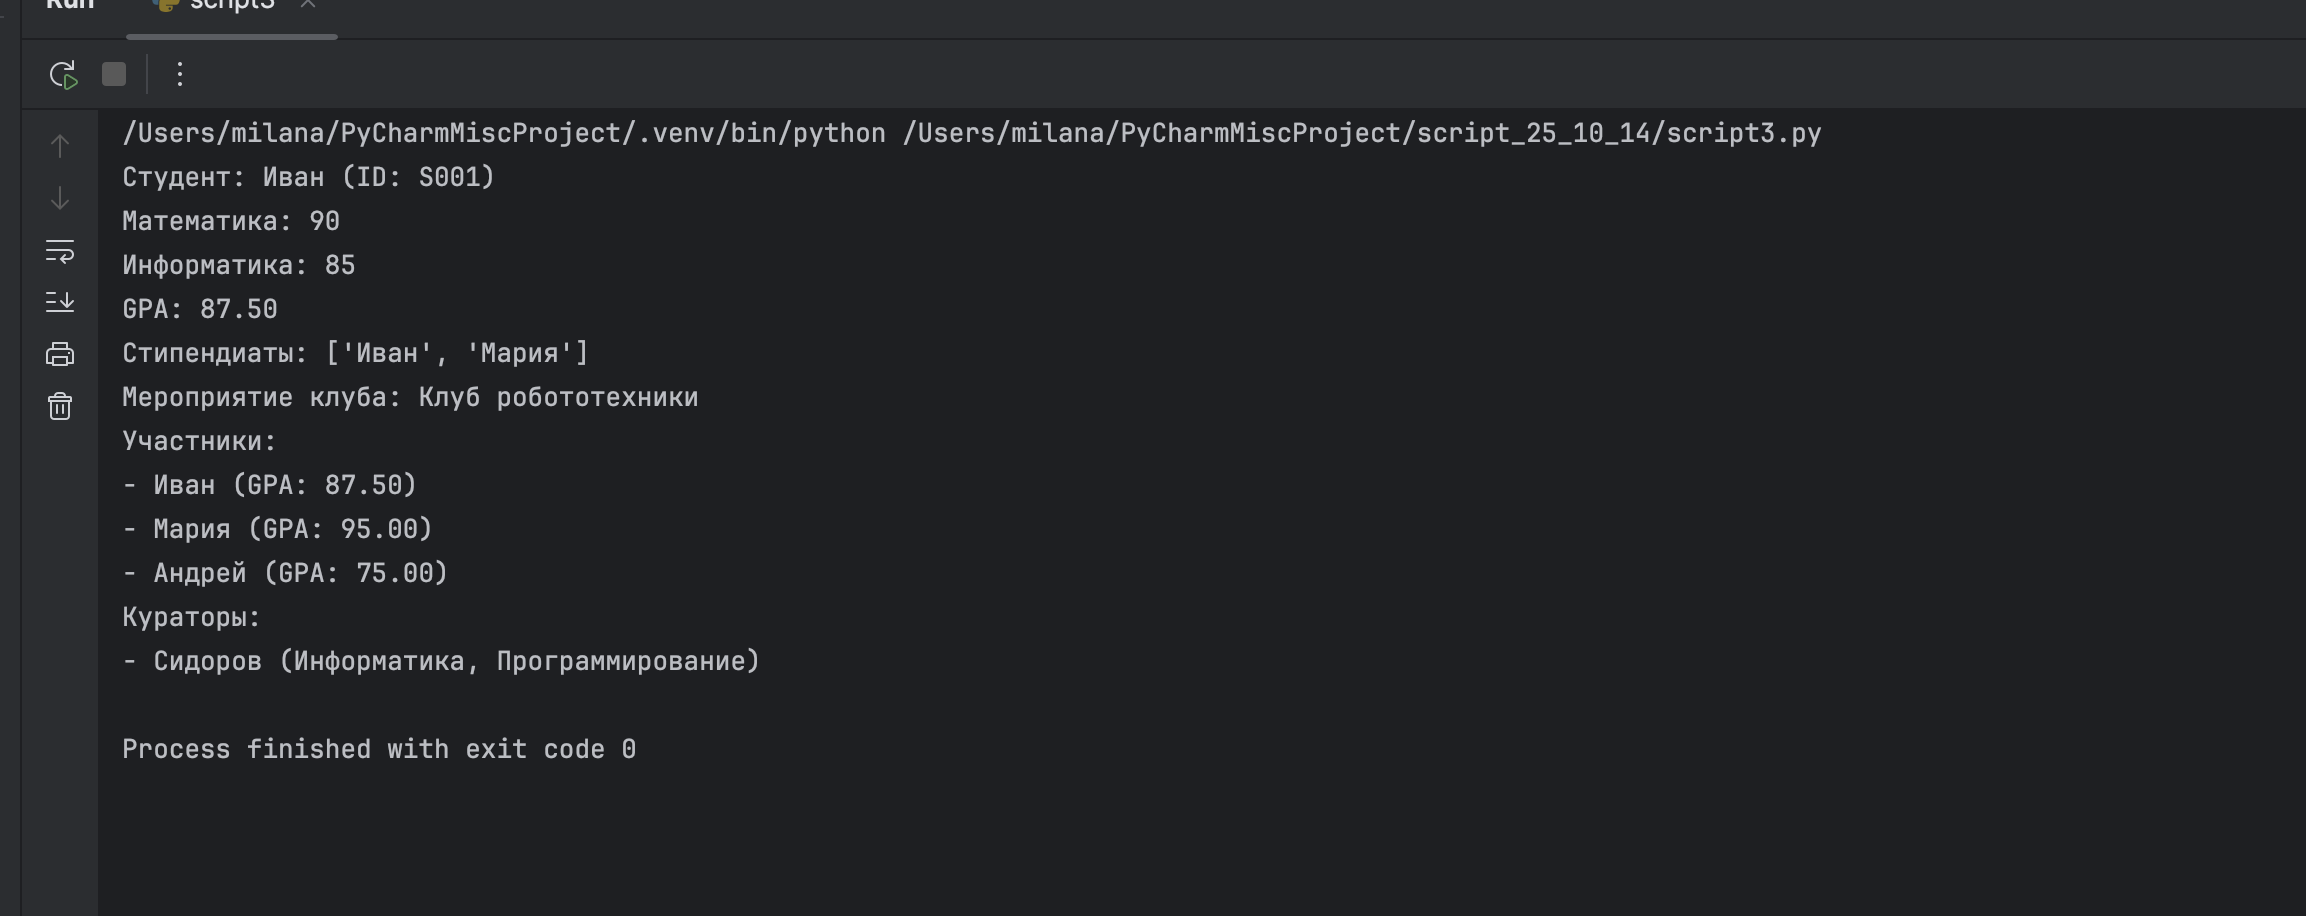 Run script3
/Users/milana/PyCharmMiscProject/.venv/bin/python /Users/milana/PyCharmMiscProject/script_25_10_14/script3.py
Студент: Иван (ID: S001)
Математика: 90
Информатика: 85
GPA: 87.50
Стипендиаты: ['Иван', 'Мария']
Мероприятие клуба: Клуб робототехники
Участники:
- Иван (GPA: 87.50)
- Мария (GPA: 95.00)
- Андрей (GPA: 75.00)
Кураторы:
- Сидоров (Информатика, Программирование)
Process finished with exit code 0